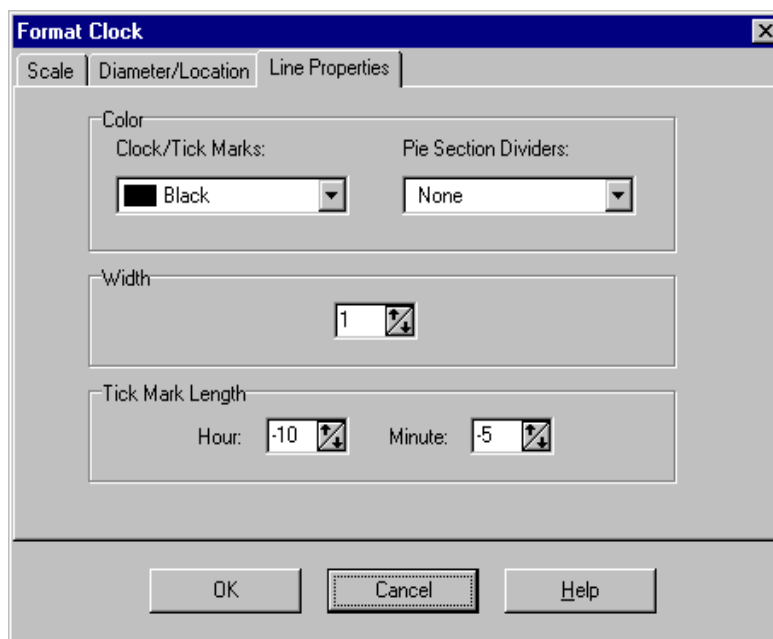 Format Clock
Scale Diameter/Location Line Properties
Color
Clock/Tick Marks: Pie Section Dividers:
Black None
Width
1
Tick Mark Length
Hour: -10 Minute: -5
OK Cancel Help